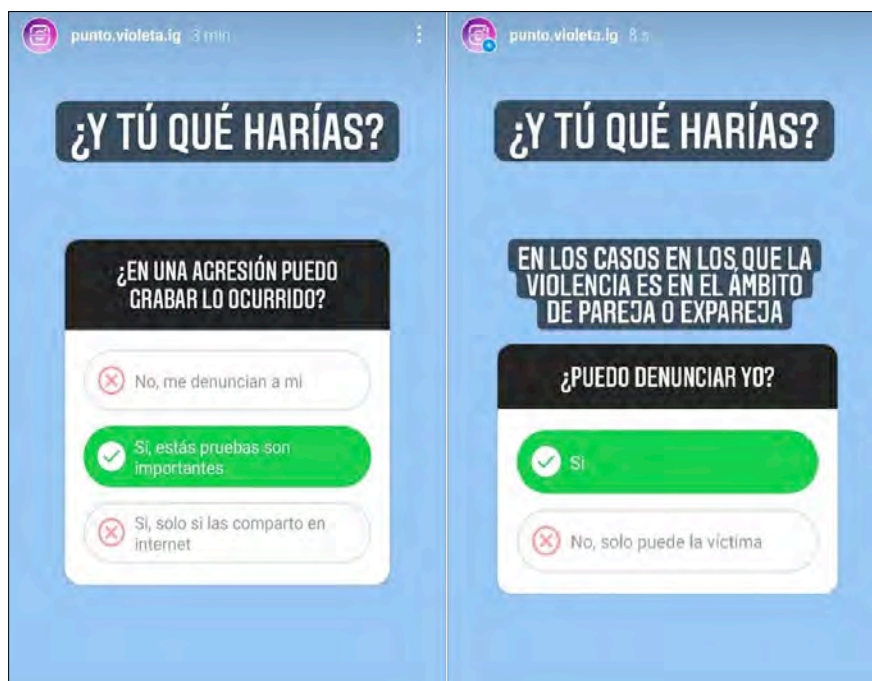 punto.violeta.ig 3 min
¿Y TÚ QUÉ HARÍAS?
¿EN UNA AGRESIÓN PUEDO
GRABAR LO OCURRIDO?
No, me denuncian a mi
Si, estás pruebas son
importantes
Si, solo si las comparto en
internet
punto.violeta.ig 8 s
¿Y TÚ QUÉ HARÍAS?
EN LOS CASOS EN LOS QUE LA
VIOLENCIA ES EN EL ÁMBITO
DE PAREJA O EXPAREJA
¿PUEDO DENUNCIAR YO?
Si
No, solo puede la víctima